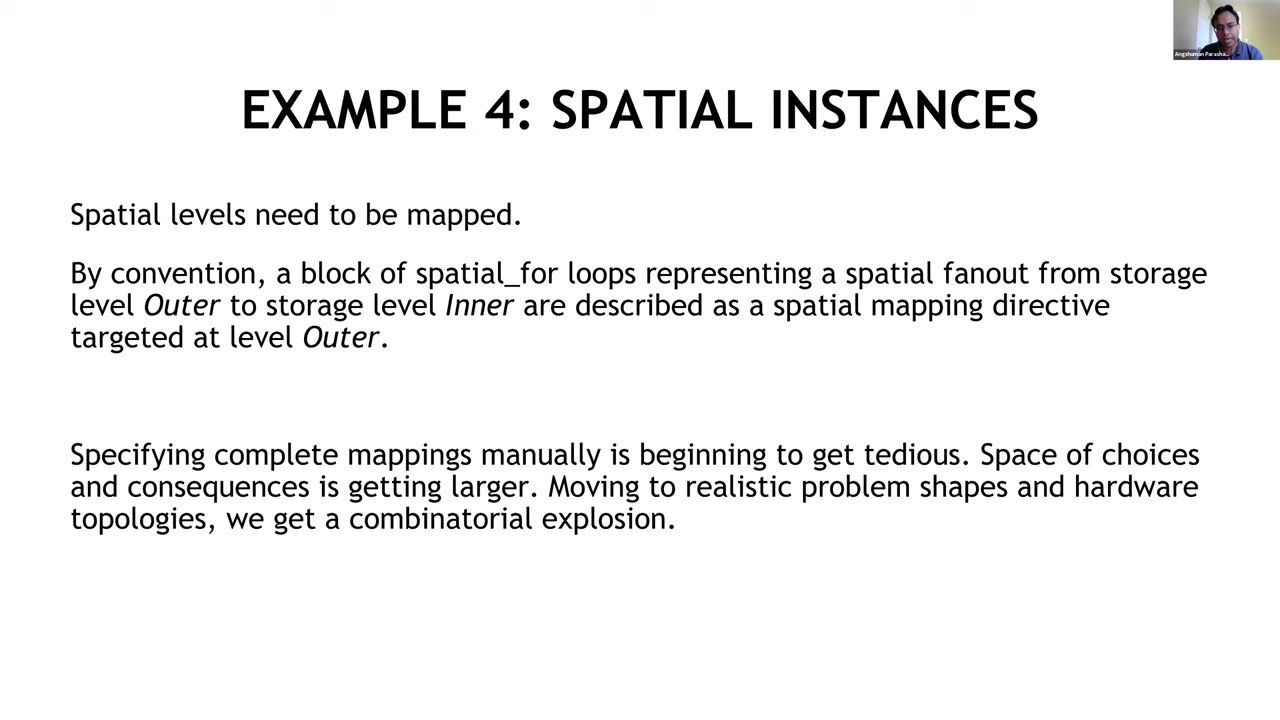 Angshuman Parasha...
EXAMPLE 4: SPATIAL INSTANCES
Spatial levels need to be mapped.
By convention, a block of spatial_for loops representing a spatial fanout from storage
level Outer to storage level Inner are described as a spatial mapping directive
targeted at level Outer.
Specifying complete mappings manually is beginning to get tedious. Space of choices
and consequences is getting larger. Moving to realistic problem shapes and hardware
topologies, we get a combinatorial explosion.